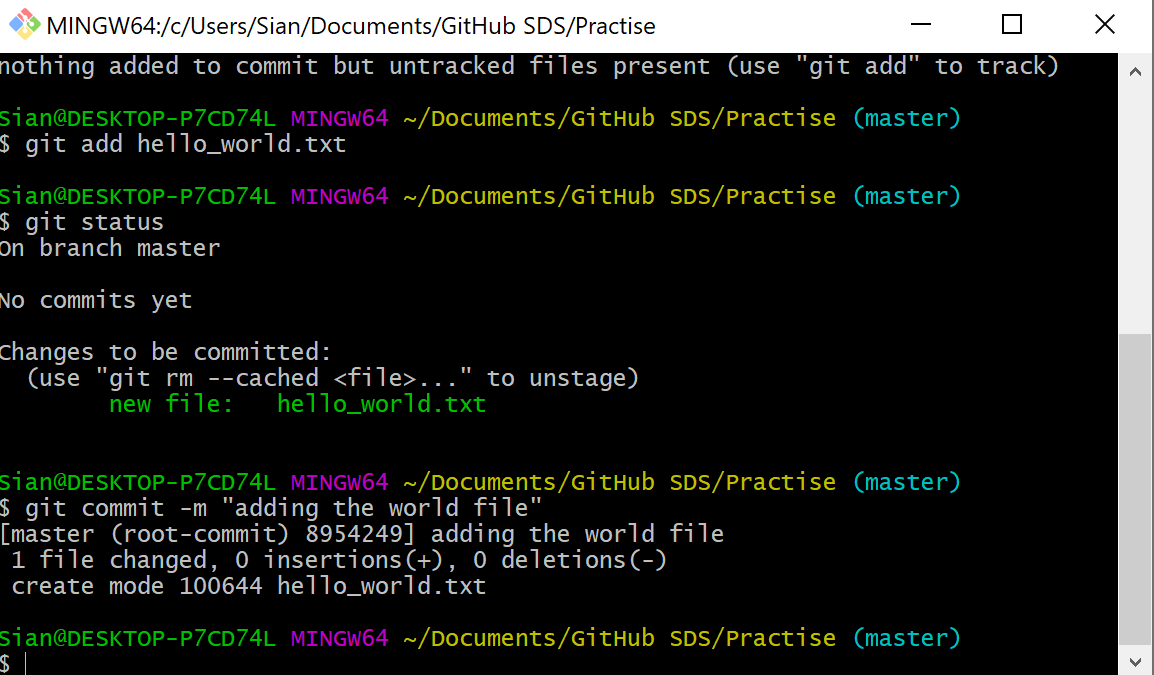 MINGW64:/c/Users/Sian/Documents/GitHub SDS/Practise
nothing added to commit but untracked files present (use "git add" to track)
Sian@DESKTOP-P7CD74L MINGW64 ~/Documents/GitHub SDS/Practise (master)
$ git add hello_world.txt
Sian@DESKTOP-P7CD74L MINGW64 ~/Documents/GitHub SDS/Practise (master)
$ git status
On branch master
No commits yet
Changes to be committed:
  (use "git rm --cached <file>..." to unstage)
        new file:   hello_world.txt
Sian@DESKTOP-P7CD74L MINGW64 ~/Documents/GitHub SDS/Practise (master)
$ git commit -m "adding the world file"
[master (root-commit) 8954249] adding the world file
 1 file changed, 0 insertions(+), 0 deletions(-)
 create mode 100644 hello_world.txt
Sian@DESKTOP-P7CD74L MINGW64 ~/Documents/GitHub SDS/Practise (master)
$